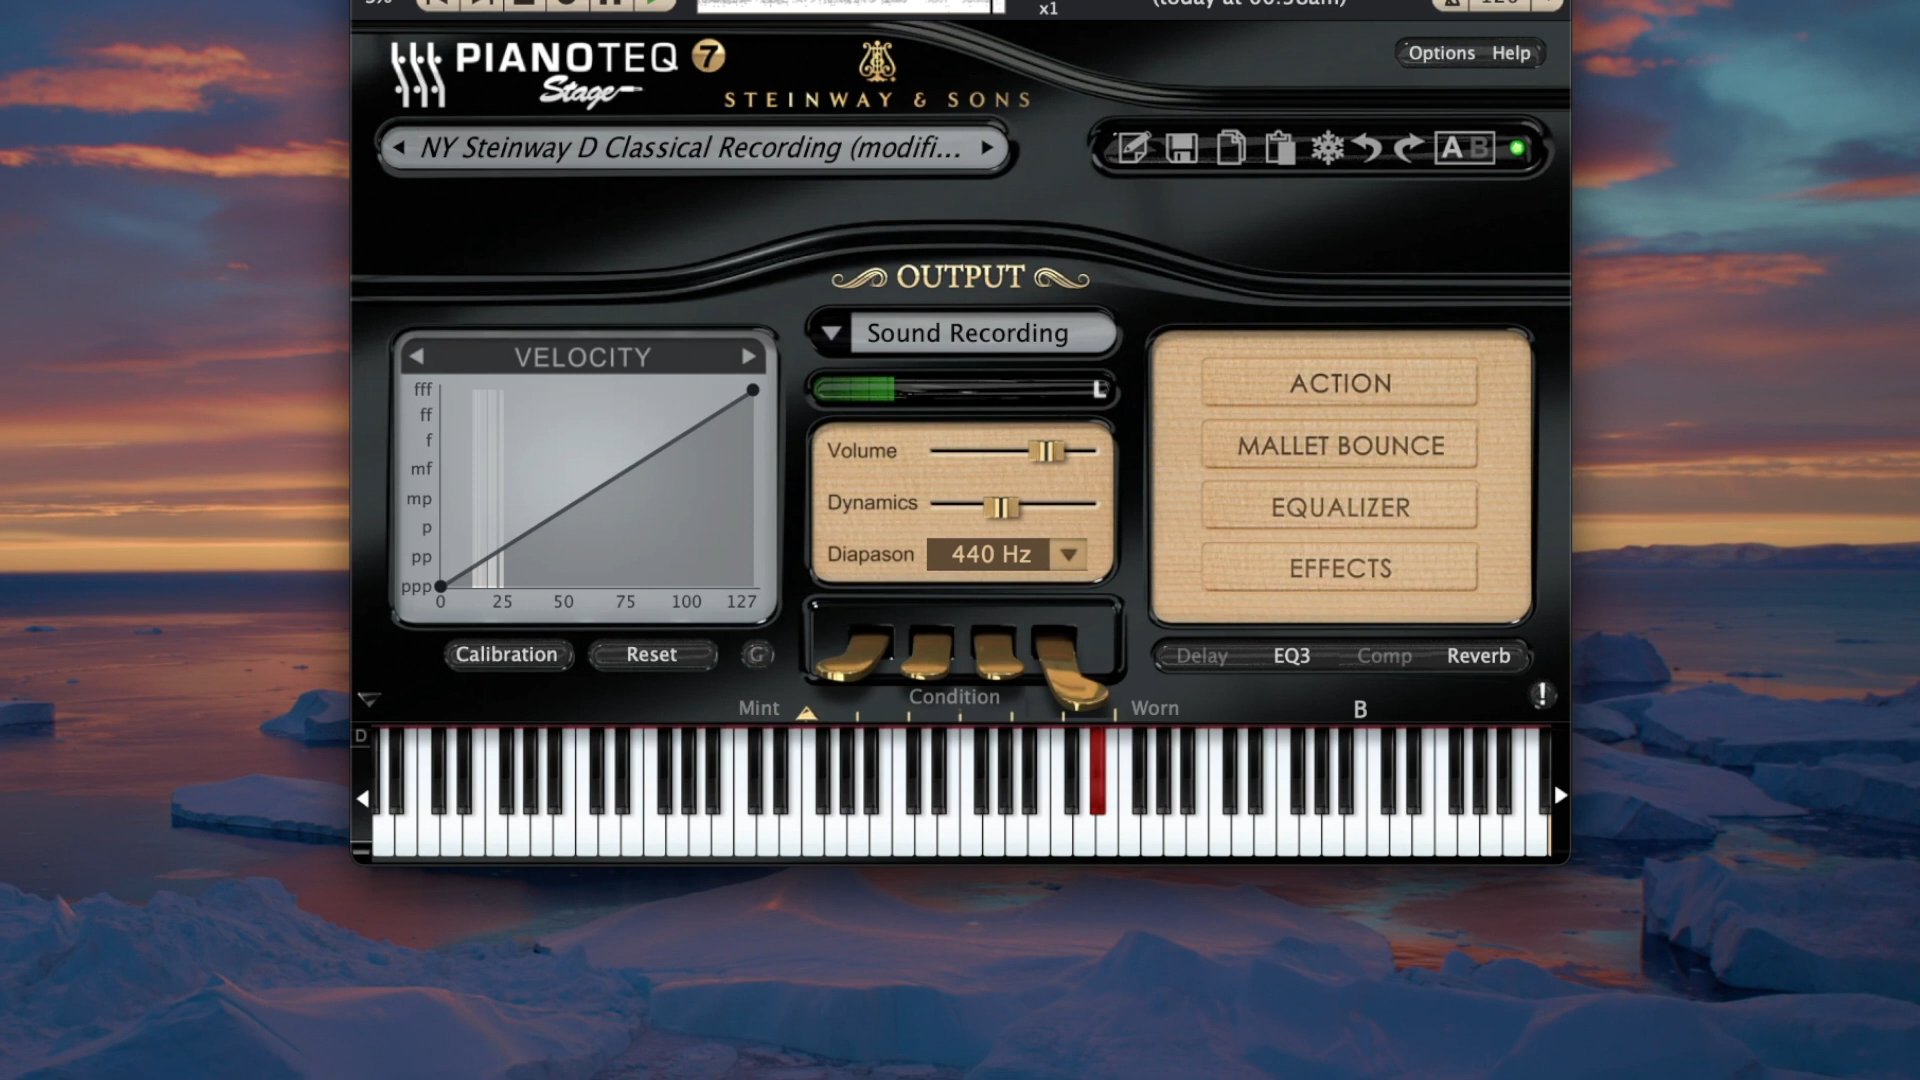 x1
PIANOTEQ 7
Stage
STEINWAY & SONS
Options Help
NY Steinway D Classical Recording (modifi...
A B
OUTPUT
Sound Recording
L
VELOCITY
fff
ff
f
mf
mp
p
pp
ppp
0 25 50 75 100 127
Calibration Reset G
Volume
Dynamics
Diapason 440 Hz
ACTION
MALLET BOUNCE
EQUALIZER
EFFECTS
Delay EQ3 Comp Reverb
!
Mint Condition Worn
B
D